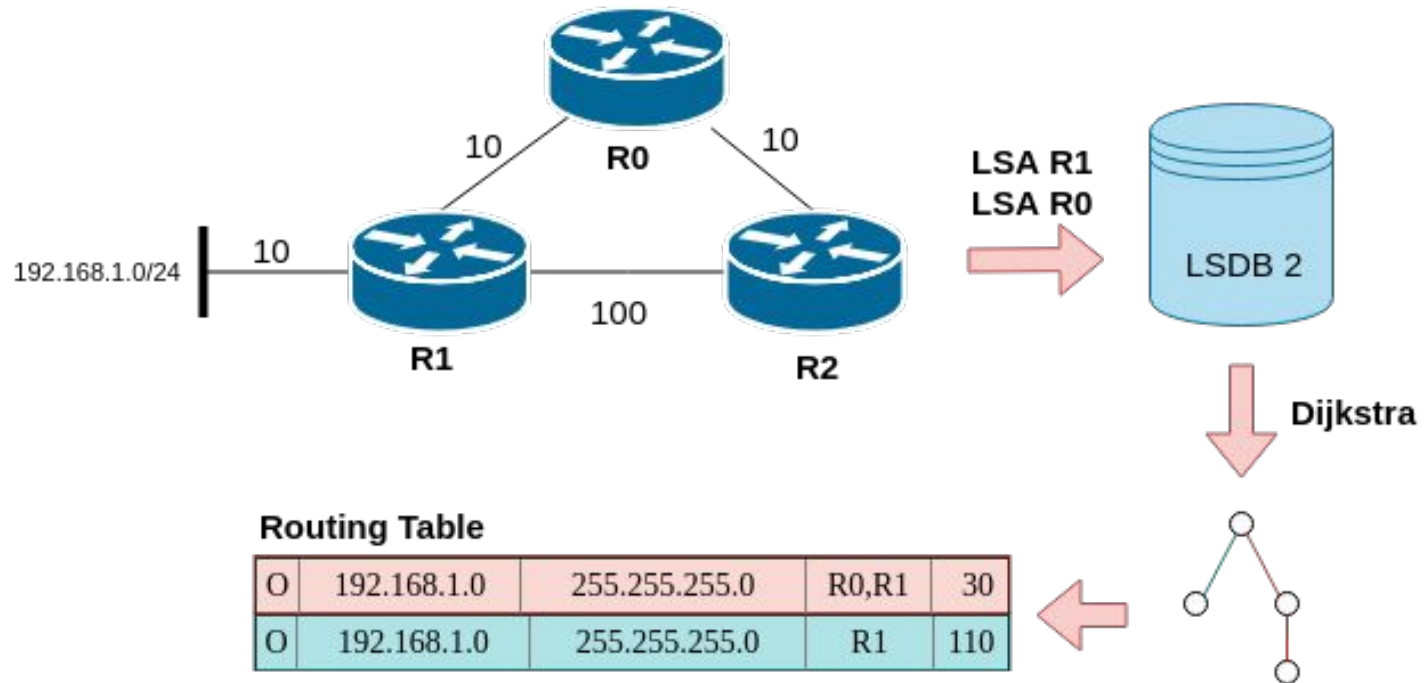 10
R0
10
LSA R1
LSA R0
192.168.1.0/24
10
R1
100
R2
LSDB 2
Dijkstra
Routing Table
O 192.168.1.0 255.255.255.0 R0,R1 30
O 192.168.1.0 255.255.255.0 R1 110